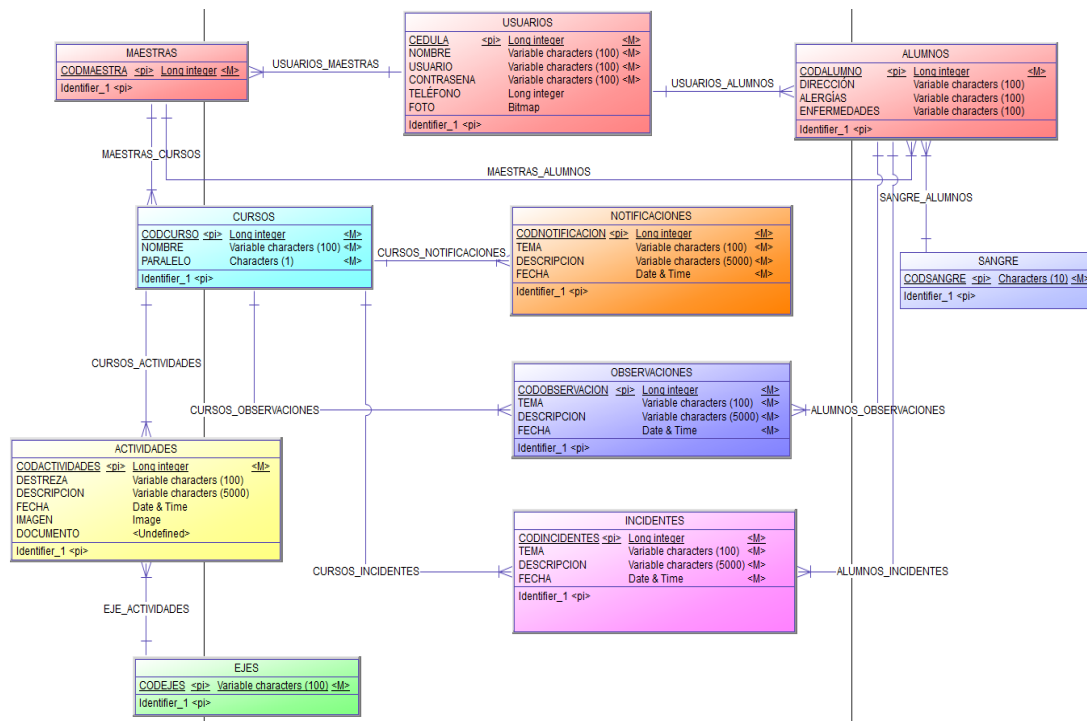 USUARIOS
CEDULA <pi> Long integer <M>
NOMBRE Variable characters (100) <M>
USUARIO Variable characters (100) <M>
CONTRASENA Variable characters (100) <M>
TELÉFONO Long integer
FOTO Bitmap
Identifier_1 <pi>
MAESTRAS
CODMAESTRA <pi> Long integer <M>
Identifier_1 <pi>
USUARIOS_MAESTRAS
USUARIOS_ALUMNOS
ALUMNOS
CODALUMNO <pi> Long integer <M>
DIRECCIÓN Variable characters (100)
ALERGÍAS Variable characters (100)
ENFERMEDADES Variable characters (100)
Identifier_1 <pi>
MAESTRAS_CURSOS
MAESTRAS_ALUMNOS
SANGRE_ALUMNOS
CURSOS
CODCURSO <pi> Long integer <M>
NOMBRE Variable characters (100) <M>
PARALELO Characters (1) <M>
Identifier_1 <pi>
CURSOS_NOTIFICACIONES
NOTIFICACIONES
CODNOTIFICACION <pi> Long integer <M>
TEMA Variable characters (100) <M>
DESCRIPCION Variable characters (5000) <M>
FECHA Date & Time <M>
Identifier_1 <pi>
SANGRE
CODSANGRE <pi> Characters (10) <M>
Identifier_1 <pi>
CURSOS_ACTIVIDADES
CURSOS_OBSERVACIONES
OBSERVACIONES
CODOBSERVACION <pi> Long integer <M>
TEMA Variable characters (100) <M>
DESCRIPCION Variable characters (5000) <M>
FECHA Date & Time <M>
Identifier_1 <pi>
ALUMNOS_OBSERVACIONES
ACTIVIDADES
CODACTIVIDADES <pi> Long integer <M>
DESTREZA Variable characters (100)
DESCRIPCION Variable characters (5000)
FECHA Date & Time
IMAGEN Image
DOCUMENTO <Undefined>
Identifier_1 <pi>
CURSOS_INCIDENTES
INCIDENTES
CODINCIDENTES <pi> Long integer <M>
TEMA Variable characters (100) <M>
DESCRIPCION Variable characters (5000) <M>
FECHA Date & Time <M>
Identifier_1 <pi>
ALUMNOS_INCIDENTES
EJE_ACTIVIDADES
EJES
CODEJES <pi> Variable characters (100) <M>
Identifier_1 <pi>